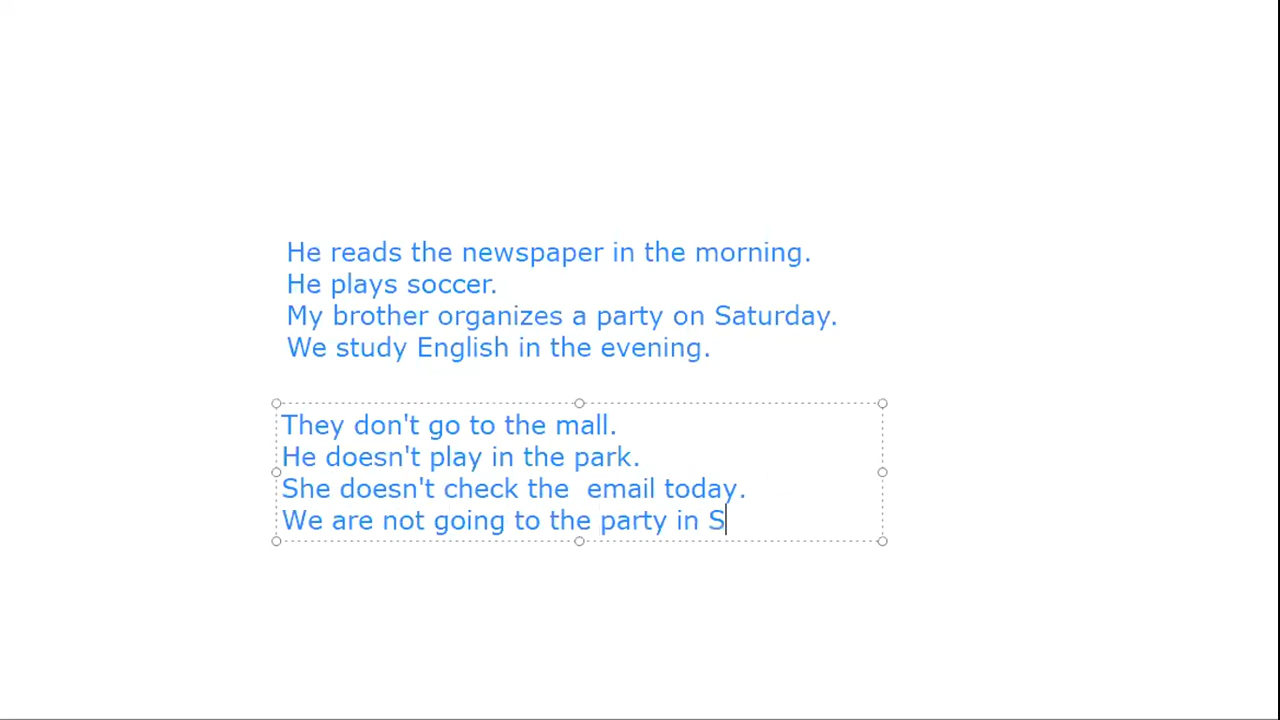 He reads the newspaper in the morning.
He plays soccer.
My brother organizes a party on Saturday.
We study English in the evening.
They don't go to the mall.
He doesn't play in the park.
She doesn't check the  email today.
We are not going to the party in S